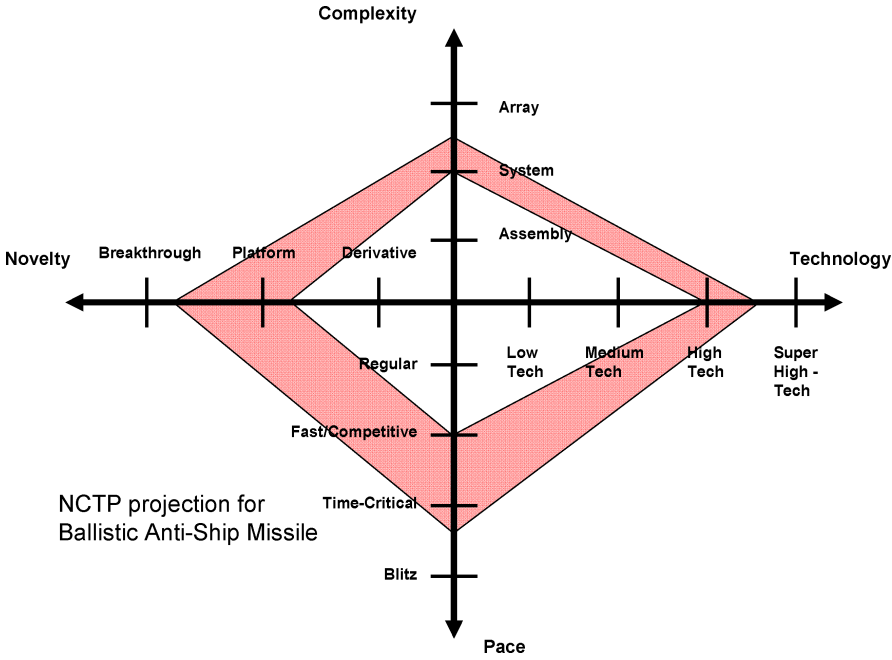 Complexity
Array
System
Assembly
Novelty
Breakthrough
Platform
Derivative
Technology
Low
Tech
Medium
Tech
High
Tech
Super
High -
Tech
Regular
Fast/Competitive
Time-Critical
Blitz
NCTP projection for
Ballistic Anti-Ship Missile
Pace